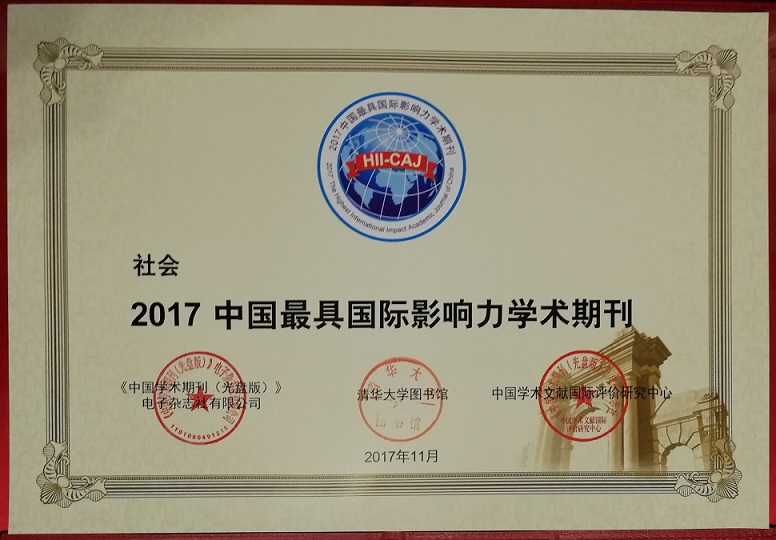 2017中国最具国际影响力学术期刊
HII-CAJ
2017 The Highest International Impact Academic Journal of China
社会
2017 中国最具国际影响力学术期刊
《中国学术期刊（光盘版）》
电子杂志社有限公司
清华大学图书馆
中国学术文献国际评价研究中心
2017年11月